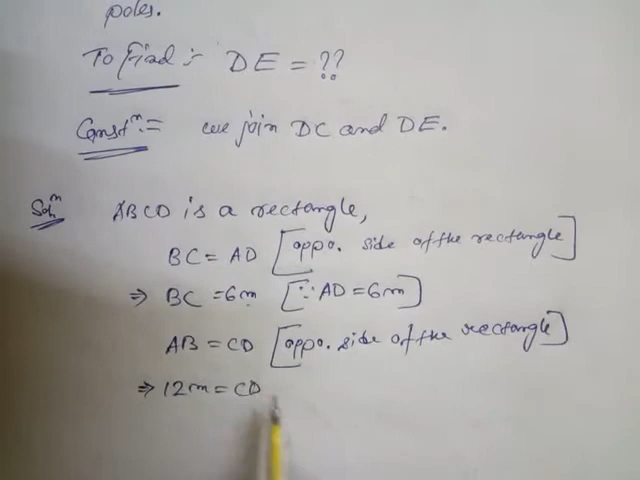 poles.
To Find :- DE = ??
Constⁿ:= we join DC and DE.
Solⁿ ABCD is a rectangle,
BC = AD [oppo. side of the rectangle]
⇒ BC = 6m [∵ AD = 6m]
AB = CD [oppo. side of the rectangle]
⇒ 12m = CD